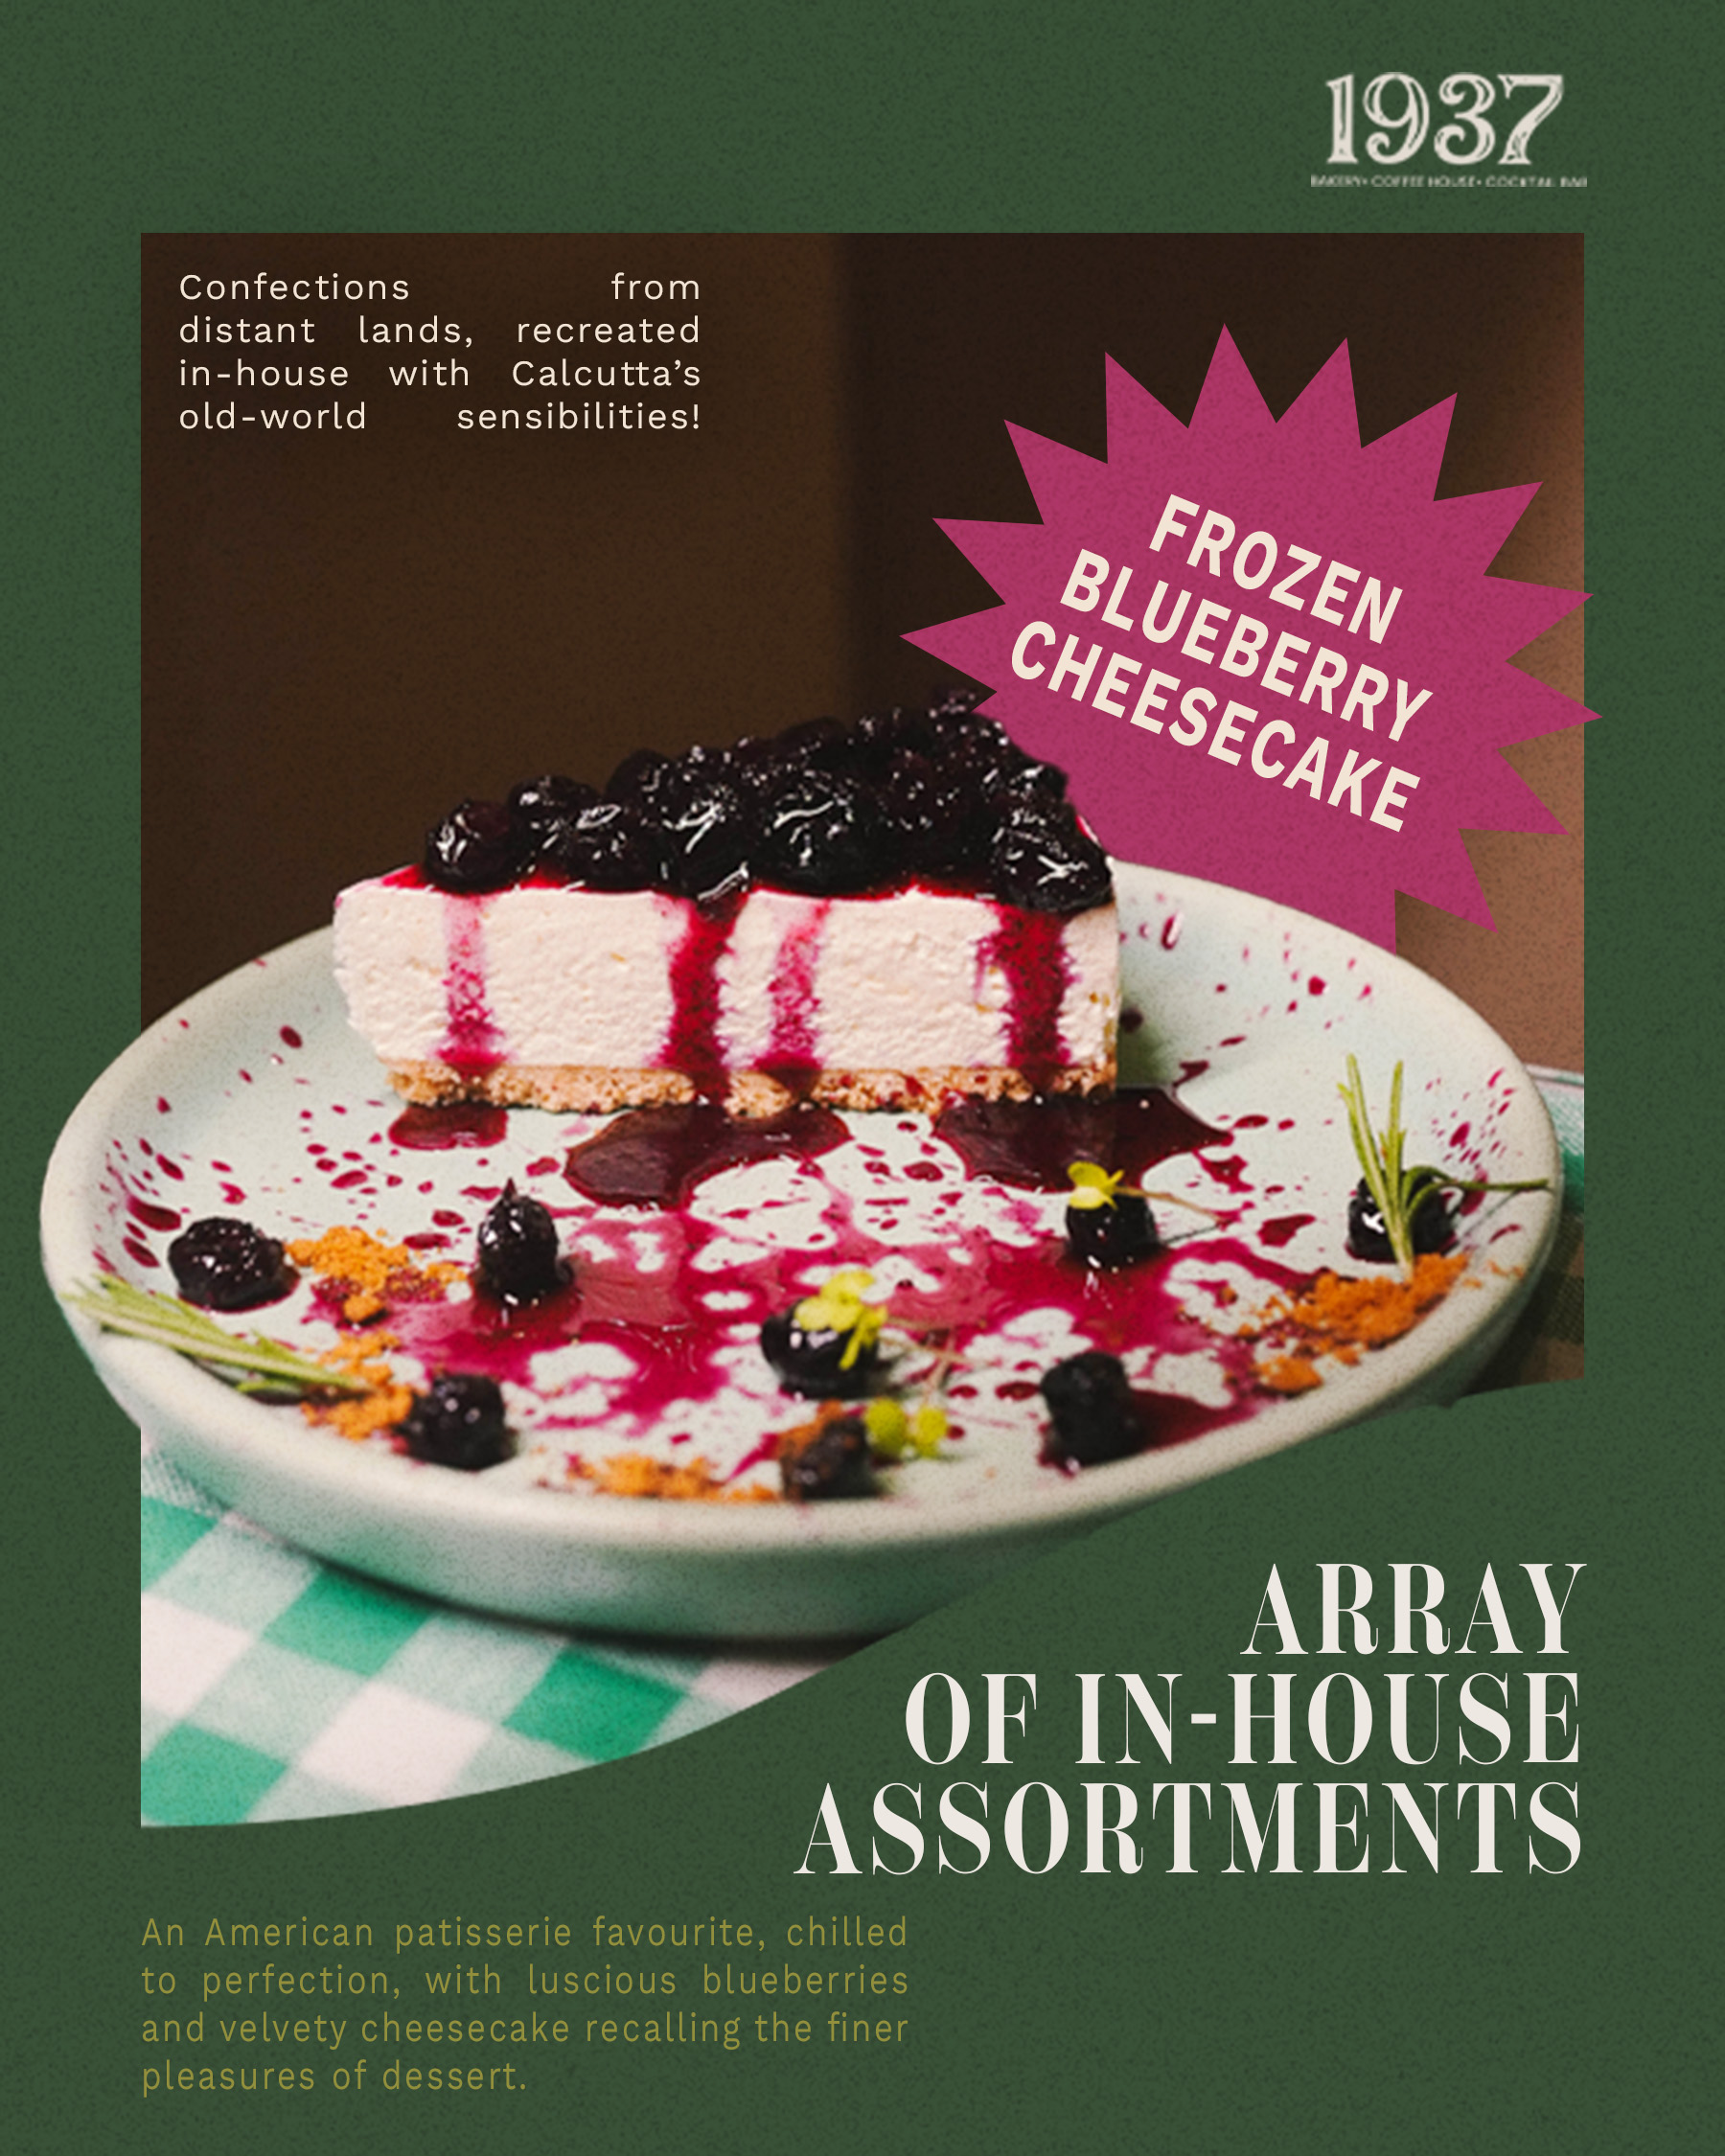 1937
BAKERY• COFFEE HOUSE• COCKTAIL BAR
Confections from
distant lands, recreated
in-house with Calcutta’s
old-world sensibilities!
FROZEN
BLUEBERRY
CHEESECAKE
ARRAY
OF IN-HOUSE
ASSORTMENTS
An American patisserie favourite, chilled
to perfection, with luscious blueberries
and velvety cheesecake recalling the finer
pleasures of dessert.